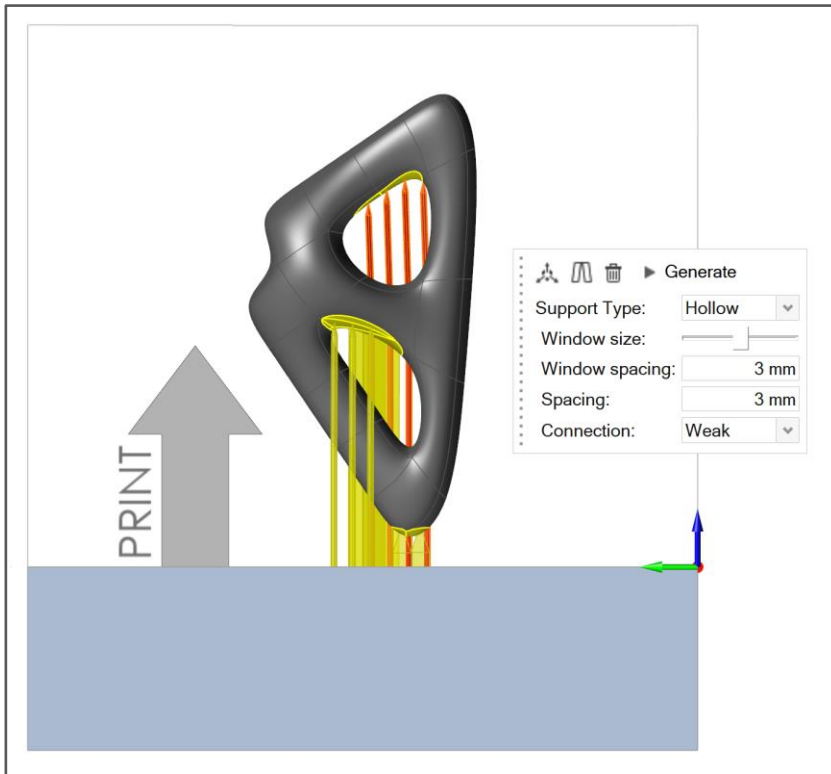 Generate
Support Type: Hollow
Window size:
Window spacing: 3 mm
Spacing: 3 mm
Connection: Weak
PRINT